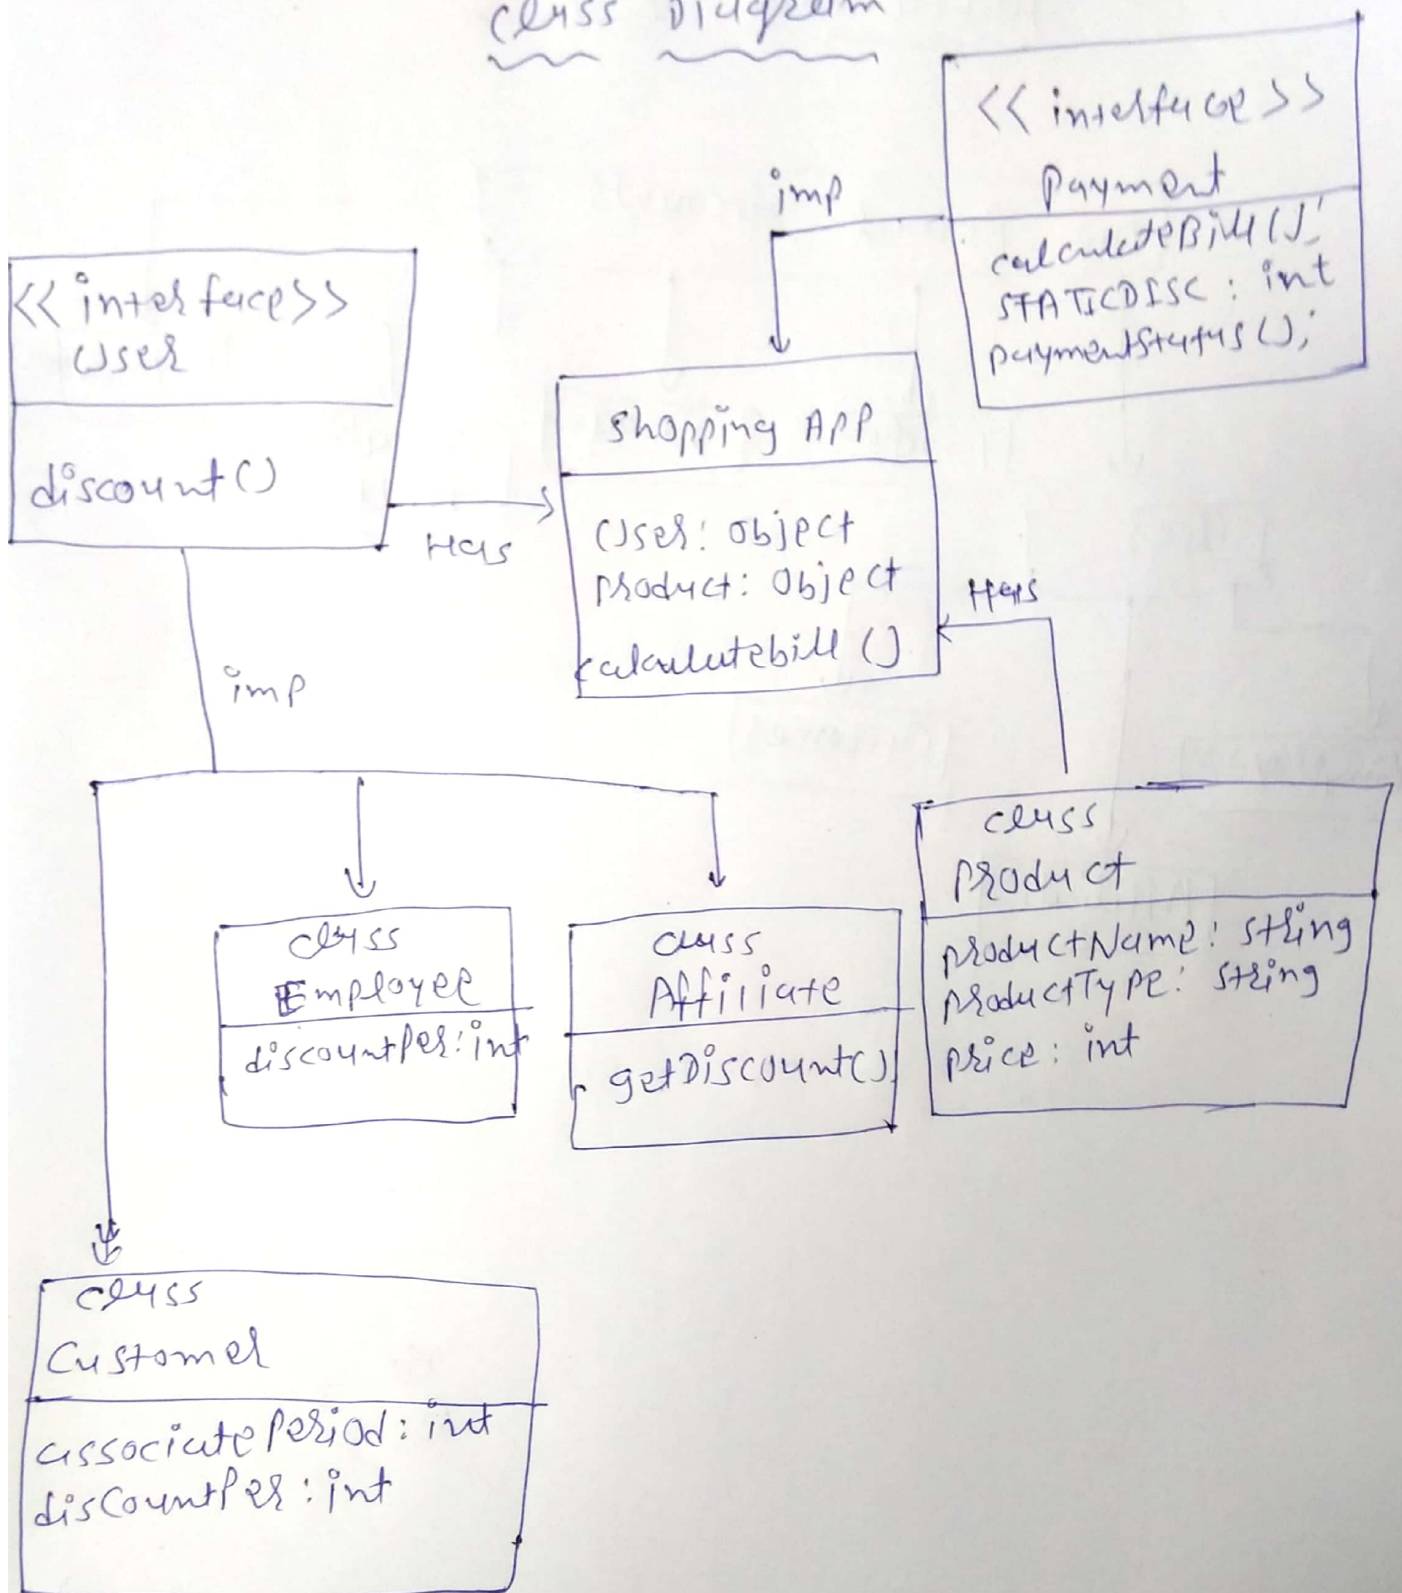 class Diagram
<<interface>>
Payment
calculateBill();
STATICDISC: int
paymentStatus();
imp
<<interface>>
User
discount()
Has
imp
Shopping APP
User: Object
Product: Object
calculatebill()
Has
class
Product
productName: string
productType: string
price: int
class
Employee
discountPer: int
class
Affiliate
getDiscount()
class
Customer
associatePeriod: int
disCountPer: int